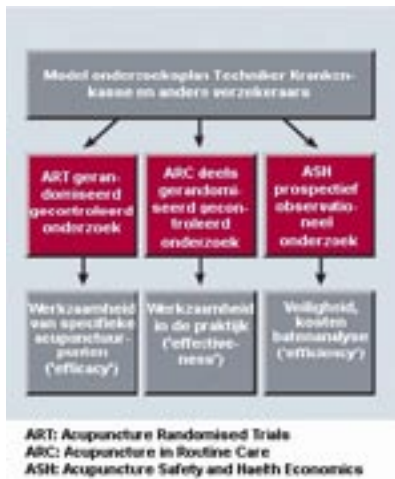 Model onderzoeksplan Techniker Kranken-
kasse en andere verzekeraars
ART geran-
domiseerd
gecontroleerd
onderzoek
ARC deels
gerandomi-
seerd gecon-
troleerd
onderzoek
ASH
prospectief
observatio-
neel
onderzoek
Werkzaamheid
van specifieke
acupunctuur-
punten
('efficacy')
Werkzaamheid
in de praktijk
('effective-
ness')
Veiligheid,
kosten
batenanalyse
('efficiency')
ART: Acupuncture Randomised Trials
ARC: Acupuncture in Routine Care
ASH: Acupuncture Safety and Haelth Economics